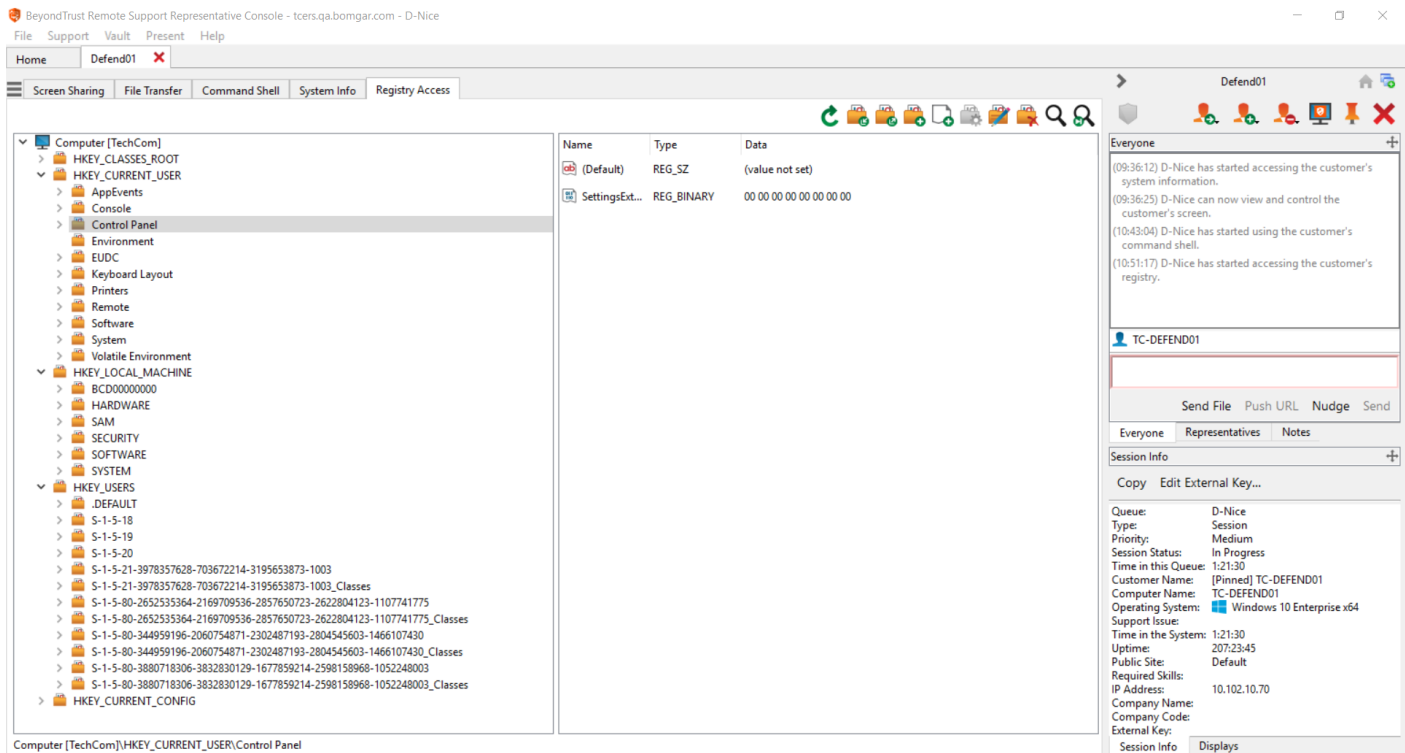 BeyondTrust Remote Support Representative Console - tcers.qa.bomgar.com - D-Nice
File Support Vault Present Help
Home Defend01
Screen Sharing File Transfer Command Shell System Info Registry Access
Computer [TechCom]
HKEY_CLASSES_ROOT
HKEY_CURRENT_USER
AppEvents
Console
Control Panel
Environment
EUDC
Keyboard Layout
Printers
Remote
Software
System
Volatile Environment
HKEY_LOCAL_MACHINE
BCD00000000
HARDWARE
SAM
SECURITY
SOFTWARE
SYSTEM
HKEY_USERS
.DEFAULT
S-1-5-18
S-1-5-19
S-1-5-20
S-1-5-21-3978357628-703672214-3195653873-1003
S-1-5-21-3978357628-703672214-3195653873-1003_Classes
S-1-5-80-2652535364-2169709536-2857650723-2622804123-1107741775
S-1-5-80-2652535364-2169709536-2857650723-2622804123-1107741775_Classes
S-1-5-80-344959196-2060754871-2302487193-2804545603-1466107430
S-1-5-80-344959196-2060754871-2302487193-2804545603-1466107430_Classes
S-1-5-80-3880718306-3832830129-1677859214-2598158968-1052248003
S-1-5-80-3880718306-3832830129-1677859214-2598158968-1052248003_Classes
HKEY_CURRENT_CONFIG
Computer [TechCom]\HKEY_CURRENT_USER\Control Panel
Name Type Data
(Default) REG_SZ (value not set)
SettingsExt... REG_BINARY 00 00 00 00 00 00 00 00
Defend01
Everyone
(09:36:12) D-Nice has started accessing the customer's
system information.
(09:36:25) D-Nice can now view and control the
customer's screen.
(10:43:04) D-Nice has started using the customer's
command shell.
(10:51:17) D-Nice has started accessing the customer's
registry.
TC-DEFEND01
Send File Push URL Nudge Send
Everyone Representatives Notes
Session Info
Copy Edit External Key...
Queue: D-Nice
Type: Session
Priority: Medium
Session Status: In Progress
Time in this Queue: 1:21:30
Customer Name: [Pinned] TC-DEFEND01
Computer Name: TC-DEFEND01
Operating System: Windows 10 Enterprise x64
Support Issue:
Time in the System: 1:21:30
Uptime: 207:23:45
Public Site: Default
Required Skills:
IP Address: 10.102.10.70
Company Name:
Company Code:
External Key:
Session Info Displays